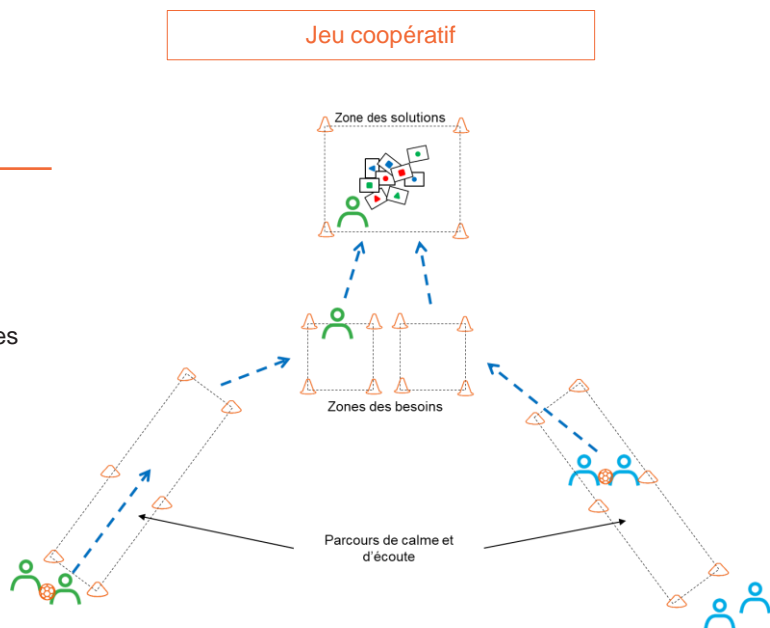 Jeu coopératif
Zone des solutions
es
Zones des besoins
Parcours de calme et
d'écoute